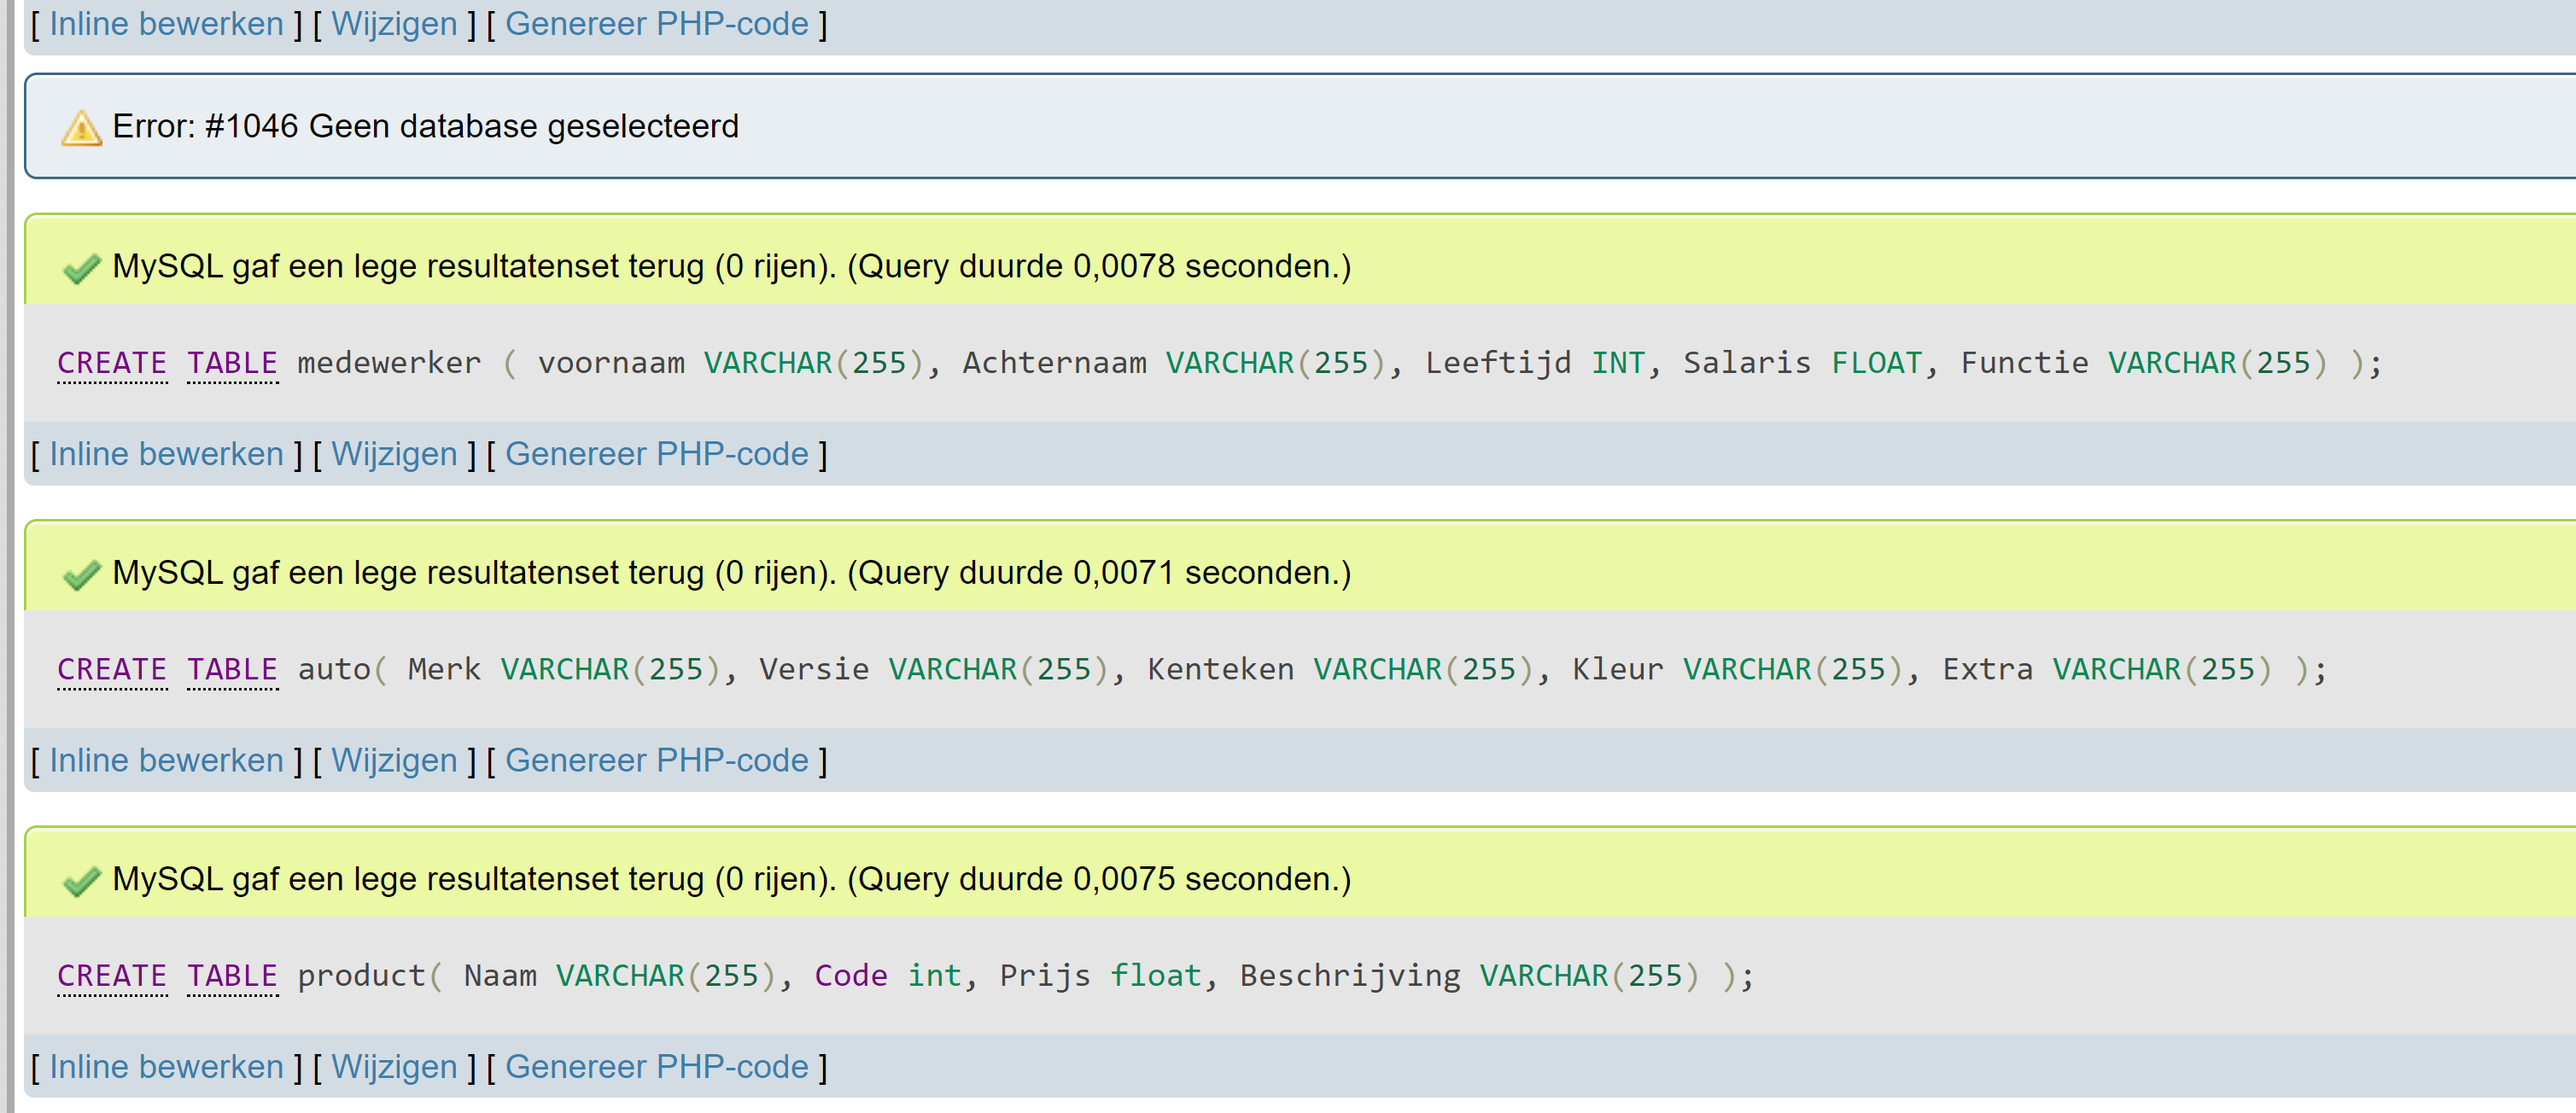 [ Inline bewerken ] [ Wijzigen ] [ Genereer PHP-code ]
Error: #1046 Geen database geselecteerd
MySQL gaf een lege resultatenset terug (0 rijen). (Query duurde 0,0078 seconden.)
CREATE TABLE medewerker ( voornaam VARCHAR(255), Achternaam VARCHAR(255), Leeftijd INT, Salaris FLOAT, Functie VARCHAR(255) );
[ Inline bewerken ] [ Wijzigen ] [ Genereer PHP-code ]
MySQL gaf een lege resultatenset terug (0 rijen). (Query duurde 0,0071 seconden.)
CREATE TABLE auto( Merk VARCHAR(255), Versie VARCHAR(255), Kenteken VARCHAR(255), Kleur VARCHAR(255), Extra VARCHAR(255) );
[ Inline bewerken ] [ Wijzigen ] [ Genereer PHP-code ]
MySQL gaf een lege resultatenset terug (0 rijen). (Query duurde 0,0075 seconden.)
CREATE TABLE product( Naam VARCHAR(255), Code int, Prijs float, Beschrijving VARCHAR(255) );
[ Inline bewerken ] [ Wijzigen ] [ Genereer PHP-code ]